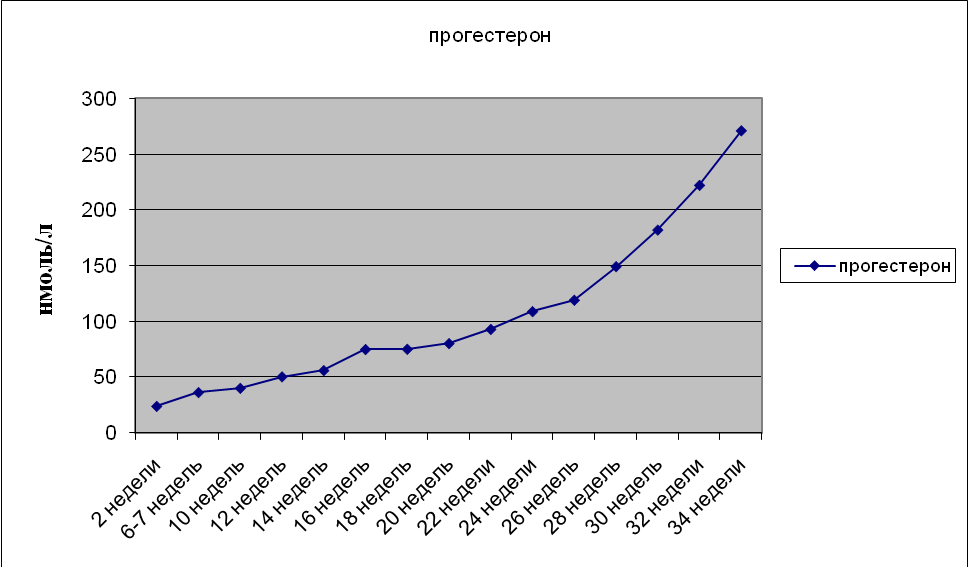 прогестерон
300
250
200
150
100
50
0
нмоль/л
2 недели
6-7 недель
10 недель
12 недель
14 недель
16 недель
18 недель
20 недель
22 недели
24 недели
26 недель
28 недель
30 недель
32 недели
34 недели
прогестерон